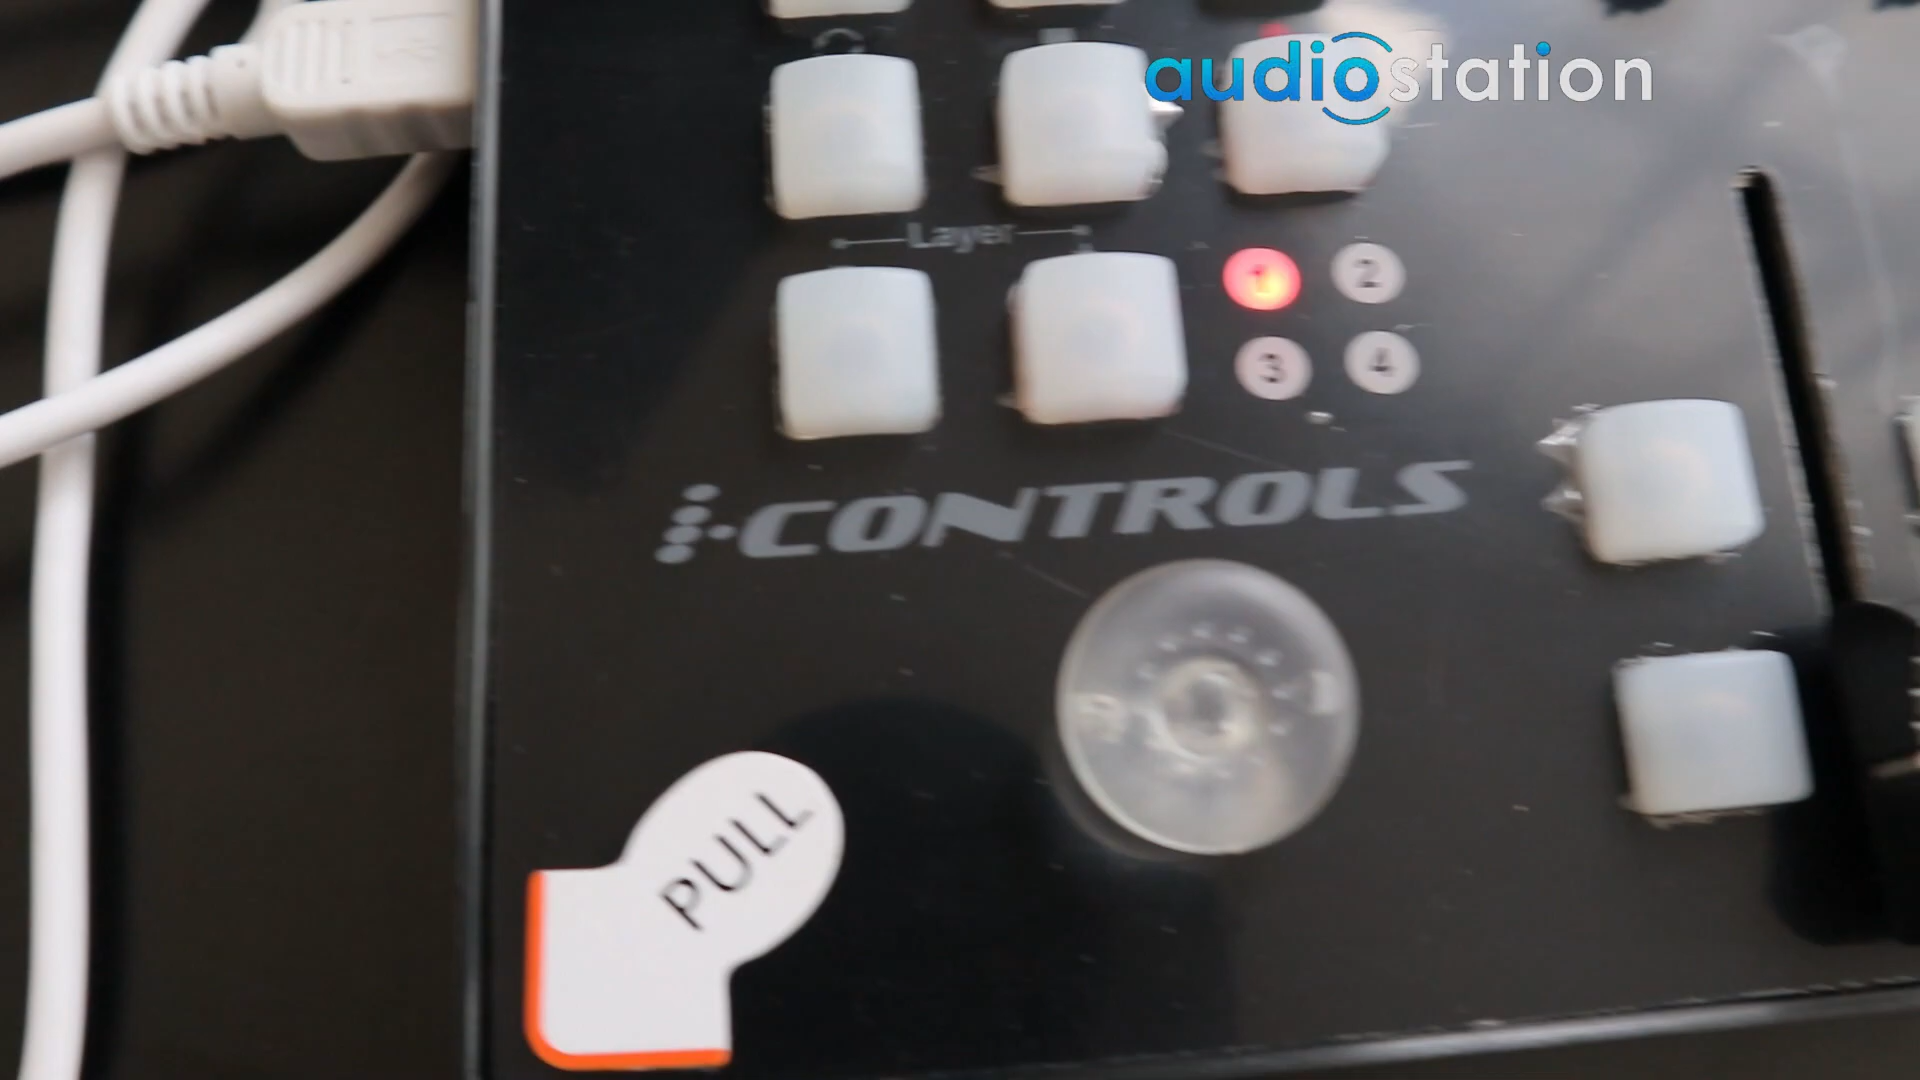 audiostation
Layer
1
2
3
4
i-CONTROLS
PULL